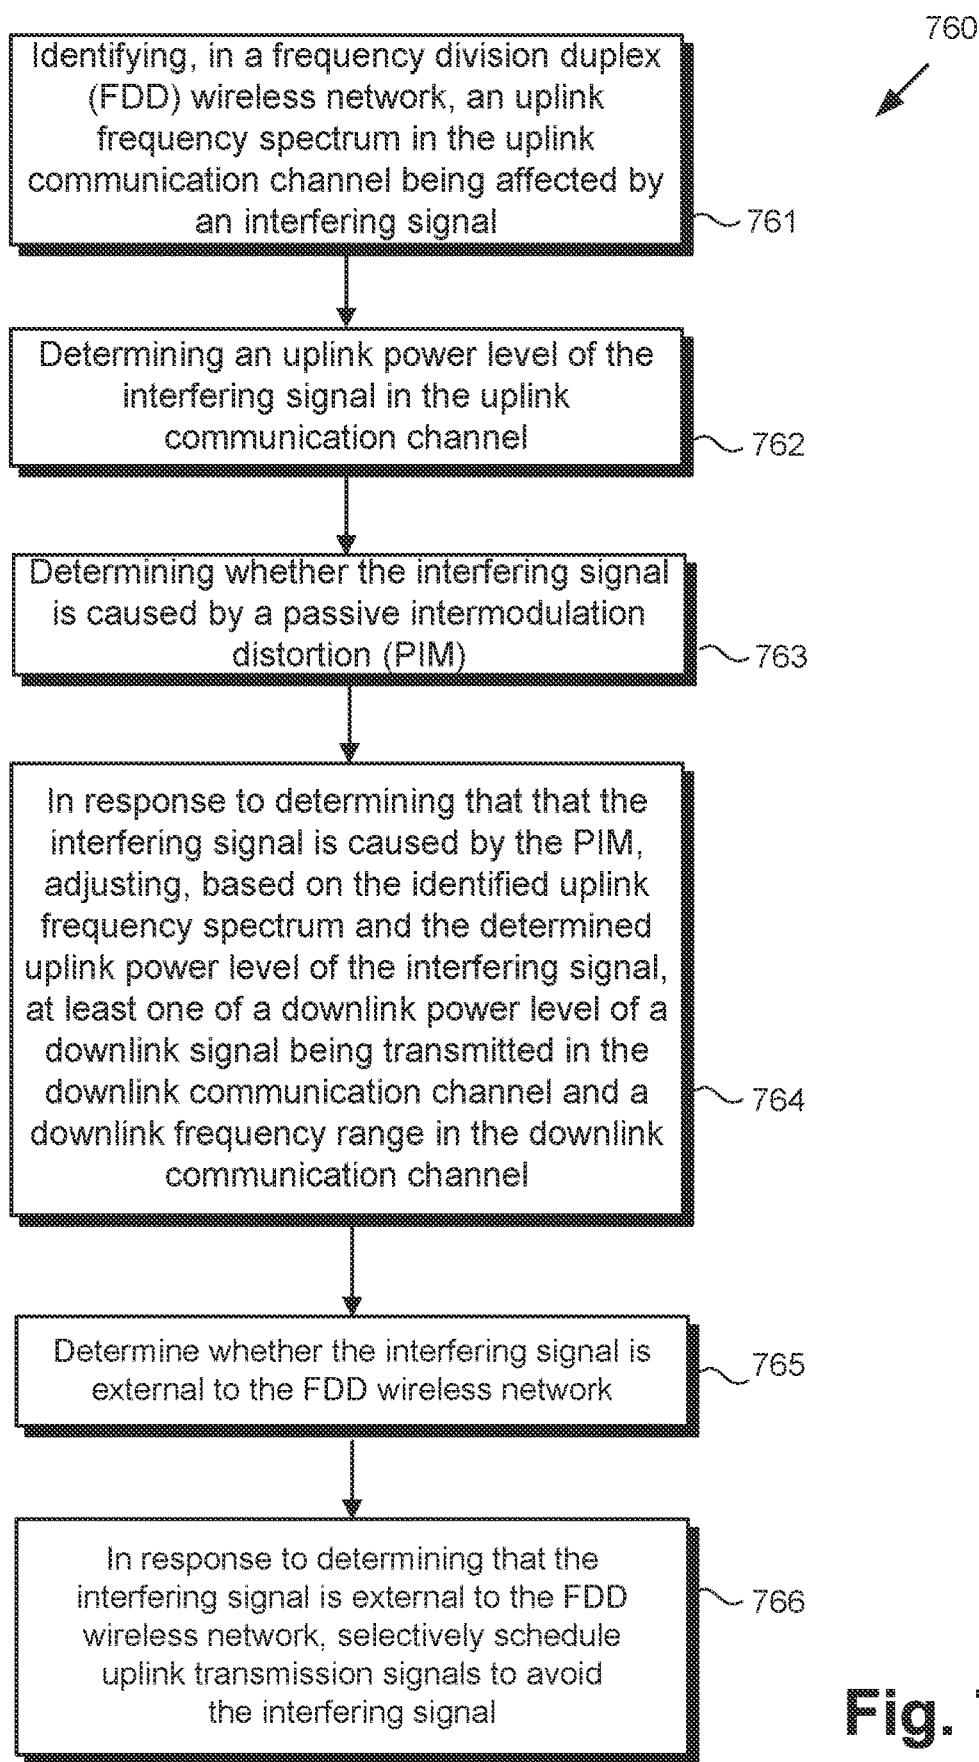 760
Identifying, in a frequency division duplex
(FDD) wireless network, an uplink
frequency spectrum in the uplink
communication channel being affected by
an interfering signal
761
Determining an uplink power level of the
interfering signal in the uplink
communication channel
762
Determining whether the interfering signal
is caused by a passive intermodulation
distortion (PIM)
763
In response to determining that that the
interfering signal is caused by the PIM,
adjusting, based on the identified uplink
frequency spectrum and the determined
uplink power level of the interfering signal,
at least one of a downlink power level of a
downlink signal being transmitted in the
downlink communication channel and a
downlink frequency range in the downlink
communication channel
764
Determine whether the interfering signal is
external to the FDD wireless network
765
In response to determining that the
interfering signal is external to the FDD
wireless network, selectively schedule
uplink transmission signals to avoid
the interfering signal
766
Fig.